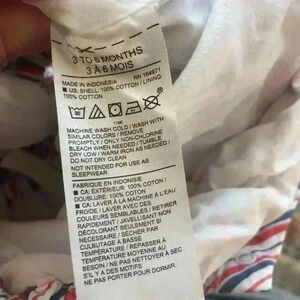 3 TO 6 MONTHS
3 À 6 MOIS
MADE IN INDONESIA RN 164971
■ US: SHELL: 100% COTTON / LINING
100% COTTON
MACHINE WASH COLD / WASH WITH
SIMILAR COLORS / REMOVE
PROMPTLY / ONLY NON-CHLORINE
BLEACH WHEN NEEDED / TUMBLE
DRY LOW / WARM IRON AS NEEDED /
DO NOT DRY CLEAN
NOT INTENDED FOR USE AS
SLEEPWEAR.
FABRIQUÉ EN INDONÉSIE
■ CA: EXTÉRIEUR: 100% COTON /
DOUBLURE: 100% COTON
■ CA: LAVER À LA MACHINE À L'EAU
FROIDE / LAVER AVEC DES
COULEURS SEMBLABLES / RETIRER
RAPIDEMENT / JAVELLISANT NON
DÉCOLORANT SEULEMENT SI
NÉCESSAIRE / SÉCHER PAR
CULBUTAGE À BASSE
TEMPÉRATURE / REPASSER À
TEMPÉRATURE MOYENNE AU
BESOIN / NE PAS NETTOYER À SEC
S'IL Y A DES MOTIFS
NE PAS PORTER POUR DORMIR.